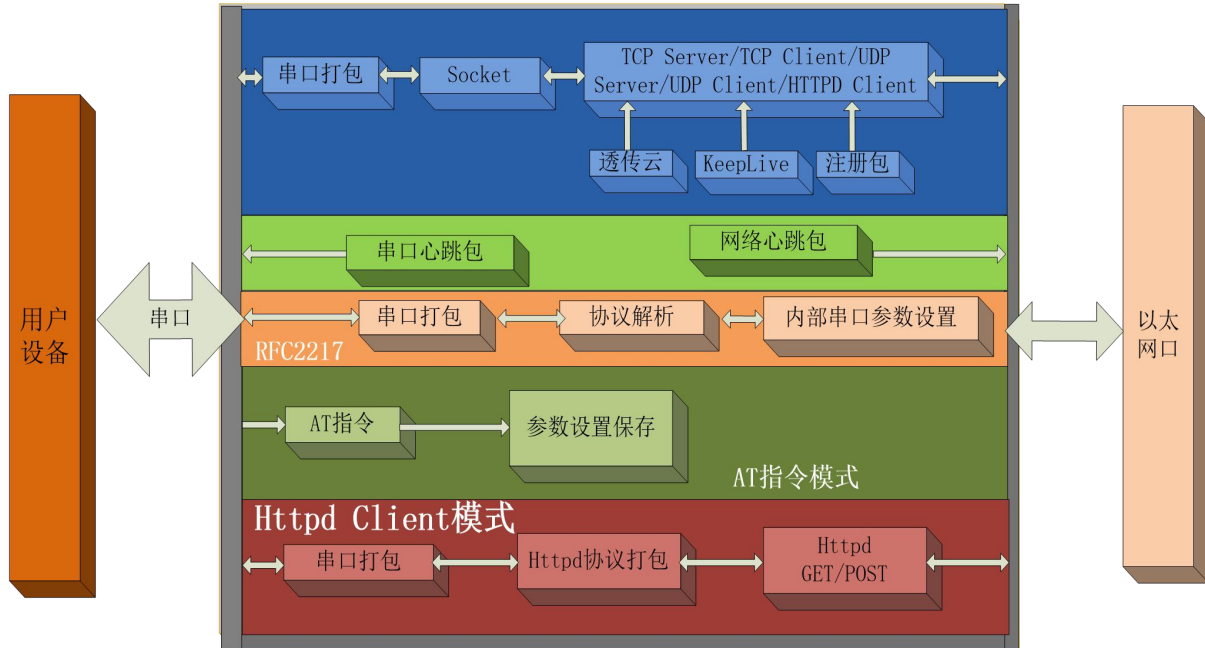 串口打包
Socket
TCP Server/TCP Client/UDP
Server/UDP Client/HTTPD Client
透传云
KeepLive
注册包
串口心跳包
网络心跳包
用户
设备
串口
串口打包
协议解析
内部串口参数设置
RFC2217
以太
网口
AT指令
参数设置保存
AT指令模式
Httpd Client模式
串口打包
Httpd协议打包
Httpd
GET/POST